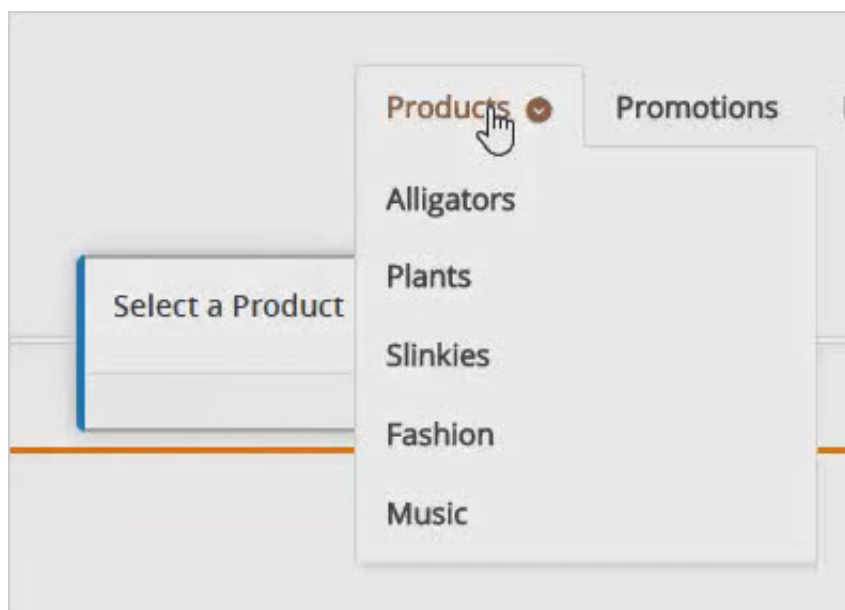 Products Promotions
Alligators
Plants
Select a Product
Slinkies
Fashion
Music